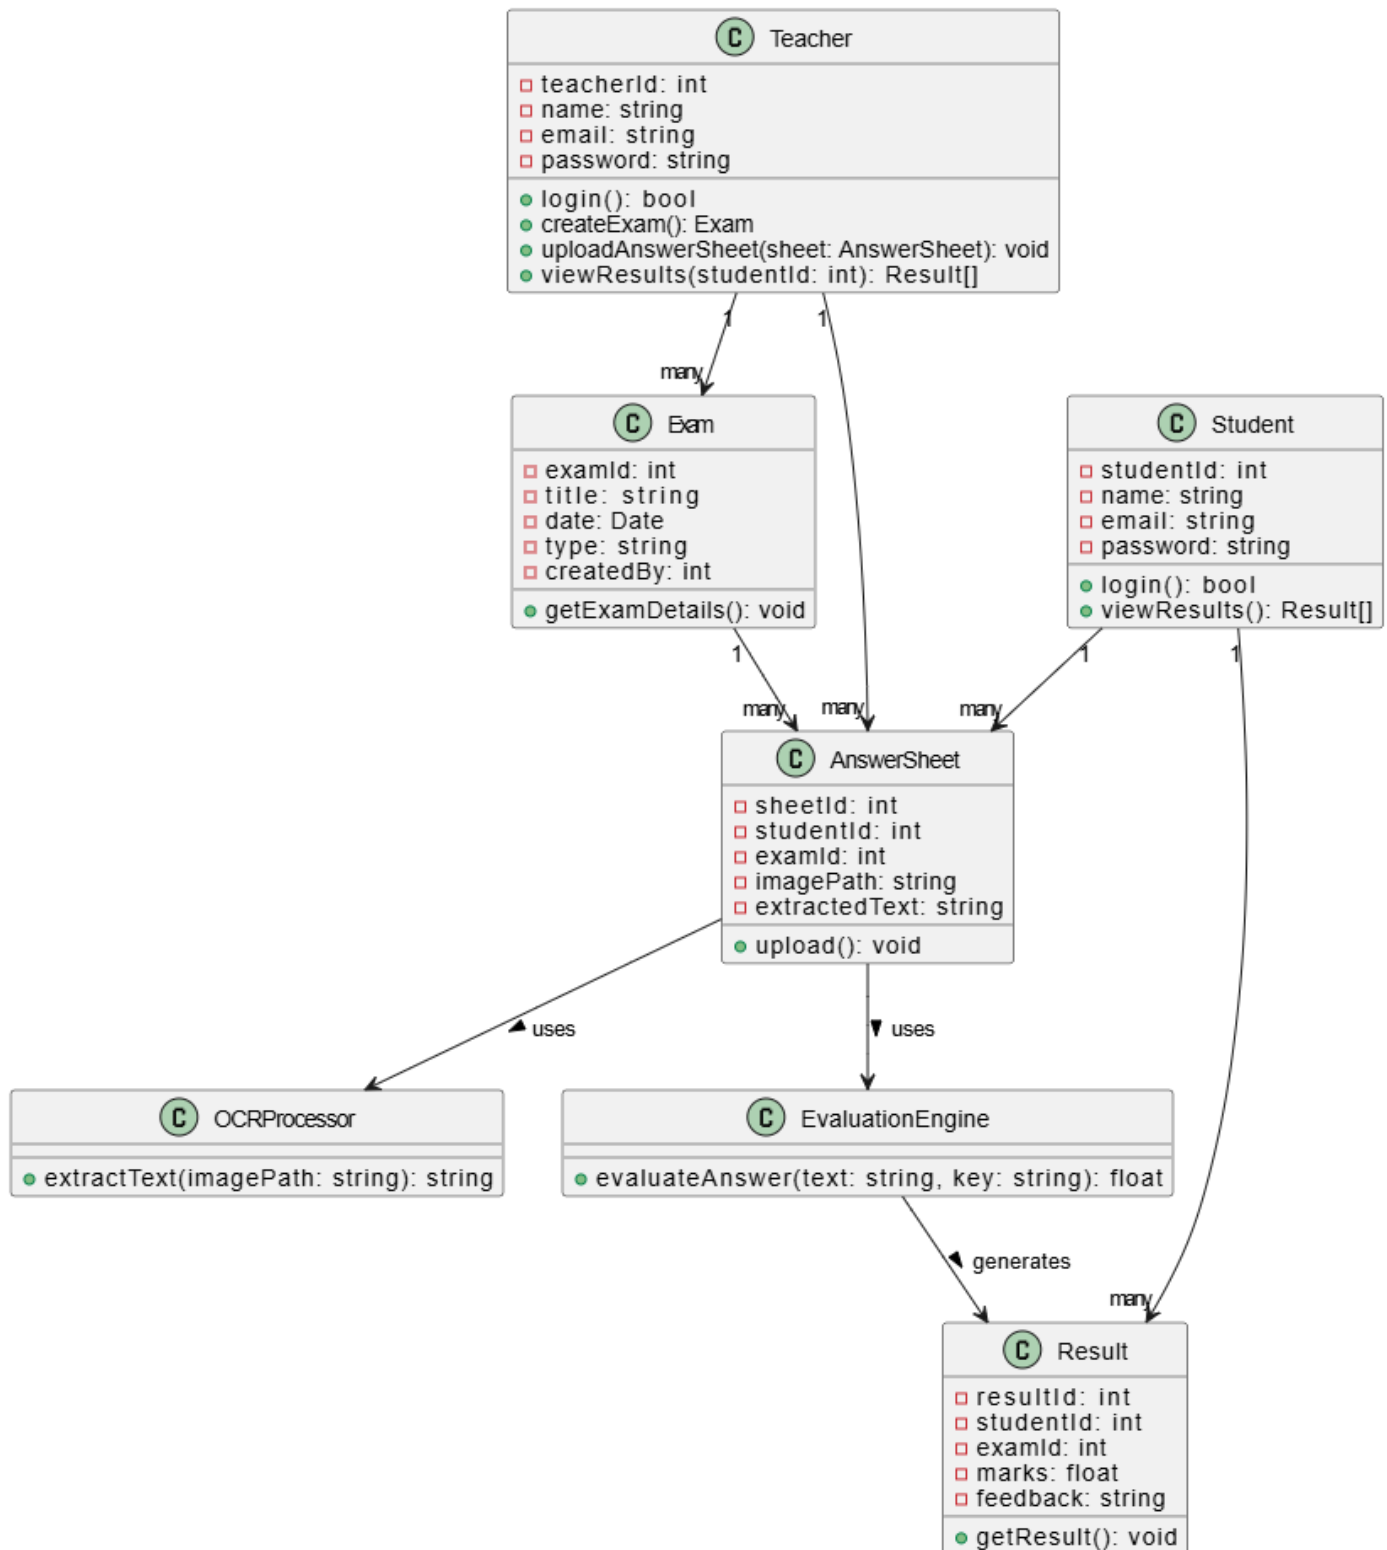 C Teacher
teacherId: int
name: string
email: string
password: string
login(): bool
createExam(): Exam
uploadAnswerSheet(sheet: AnswerSheet): void
viewResults(studentId: int): Result[]
1
1
many
C Exam
examId: int
title: string
date: Date
type: string
createdBy: int
getExamDetails(): void
C Student
studentId: int
name: string
email: string
password: string
login(): bool
viewResults(): Result[]
1
1
1
many
many
many
C AnswerSheet
sheetId: int
studentId: int
examId: int
imagePath: string
extractedText: string
upload(): void
uses
uses
C OCRProcessor
extractText(imagePath: string): string
C EvaluationEngine
evaluateAnswer(text: string, key: string): float
generates
many
C Result
resultId: int
studentId: int
examId: int
marks: float
feedback: string
getResult(): void